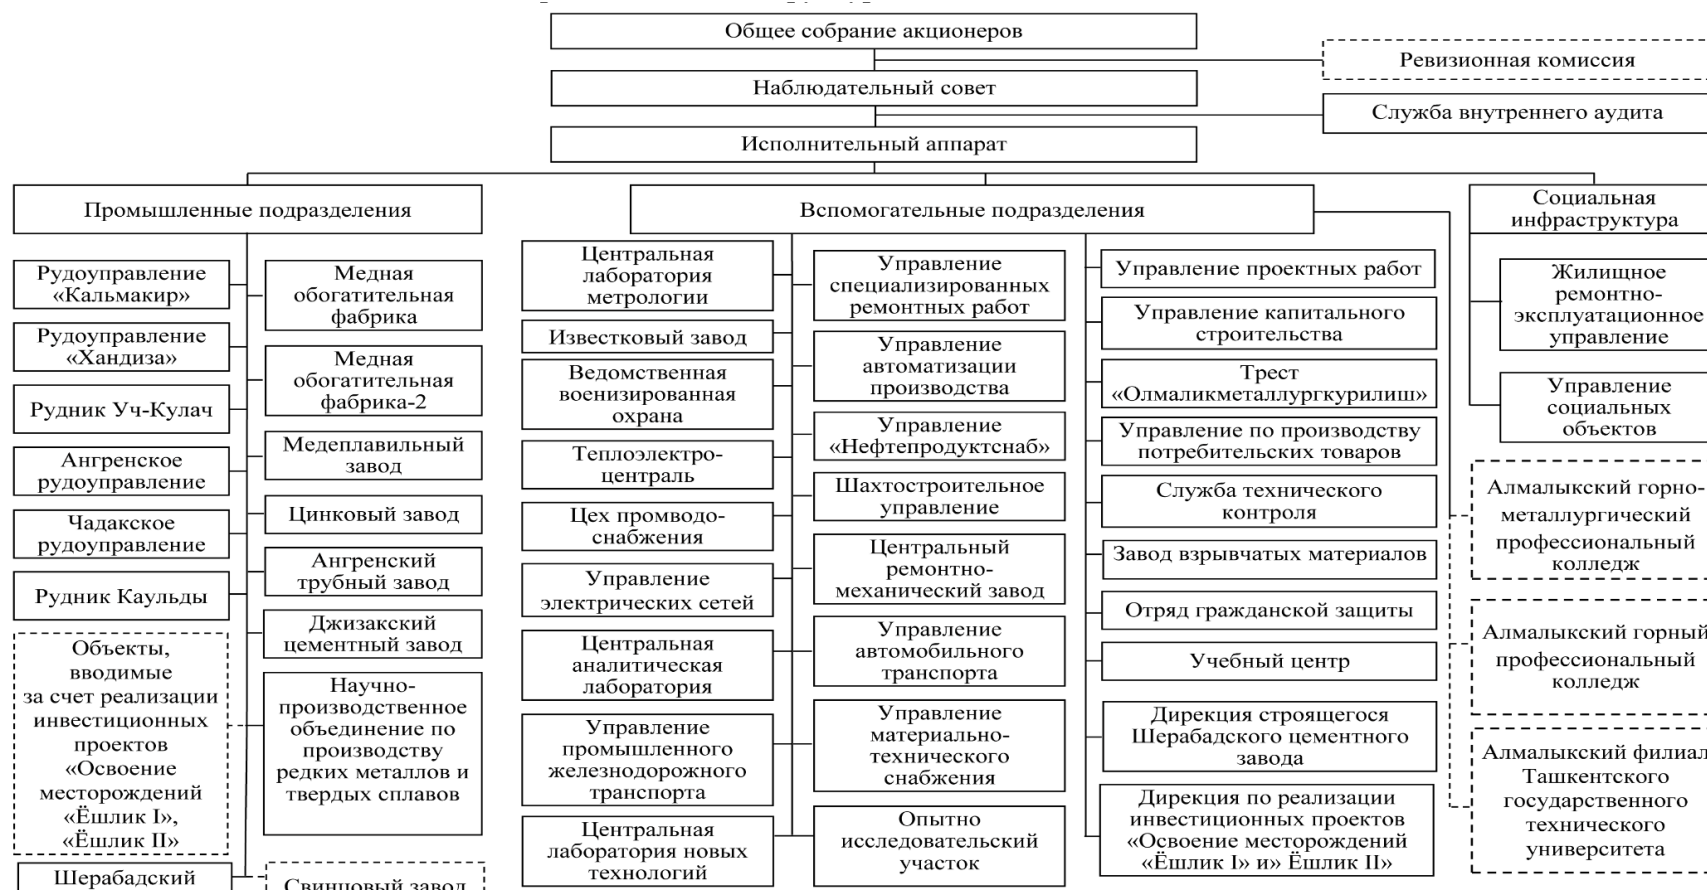 Общее собрание акционеров
Ревизионная комиссия
Наблюдательный совет
Служба внутреннего аудита
Исполнительный аппарат
Промышленные подразделения
Рудоуправление
«Кальмакир»
Рудоуправление
«Хандиза»
Рудник Уч-Кулач
Ангренское
рудоуправление
Чадакское
рудоуправление
Рудник Каульды
Объекты,
вводимые
за счет реализации
инвестиционных
проектов
«Освоение
месторождений
«Ёшлик I»,
«Ёшлик II»
Шерабадский
Медная
обогатительная
фабрика
Медная
обогатительная
фабрика-2
Медеплавильный
завод
Цинковый завод
Ангренский
трубный завод
Джизакский
цементный завод
Научно-
производственное
объединение по
производству
редких металлов и
твердых сплавов
Свинцовый завод
Вспомогательные подразделения
Центральная
лаборатория
метрологии
Известковый завод
Ведомственная
военизированная
охрана
Теплоэлектро-
централь
Цех промводо-
снабжения
Управление
электрических сетей
Центральная
аналитическая
лаборатория
Управление
промышленного
железнодорожного
транспорта
Центральная
лаборатория новых
технологий
Управление
специализированных
ремонтных работ
Управление
автоматизации
производства
Управление
«Нефтепродуктснаб»
Шахтостроительное
управление
Центральный
ремонтно-
механический завод
Управление
автомобильного
транспорта
Управление
материально-
технического
снабжения
Опытно
исследовательский
участок
Управление проектных работ
Управление капитального
строительства
Трест
«Олмаликметаллургкурилиш»
Управление по производству
потребительских товаров
Служба технического
контроля
Завод взрывчатых материалов
Отряд гражданской защиты
Учебный центр
Дирекция строящегося
Шерабадского цементного
завода
Дирекция по реализации
инвестиционных проектов
«Освоение месторождений
«Ёшлик I» и» Ёшлик II»
Социальная
инфраструктура
Жилищное
ремонтно-
эксплуатационное
управление
Управление
социальных
объектов
Алмалыкский горно-
металлургический
профессиональный
колледж
Алмалыкский горный
профессиональный
колледж
Алмалыкский филиал
Ташкентского
государственного
технического
университета